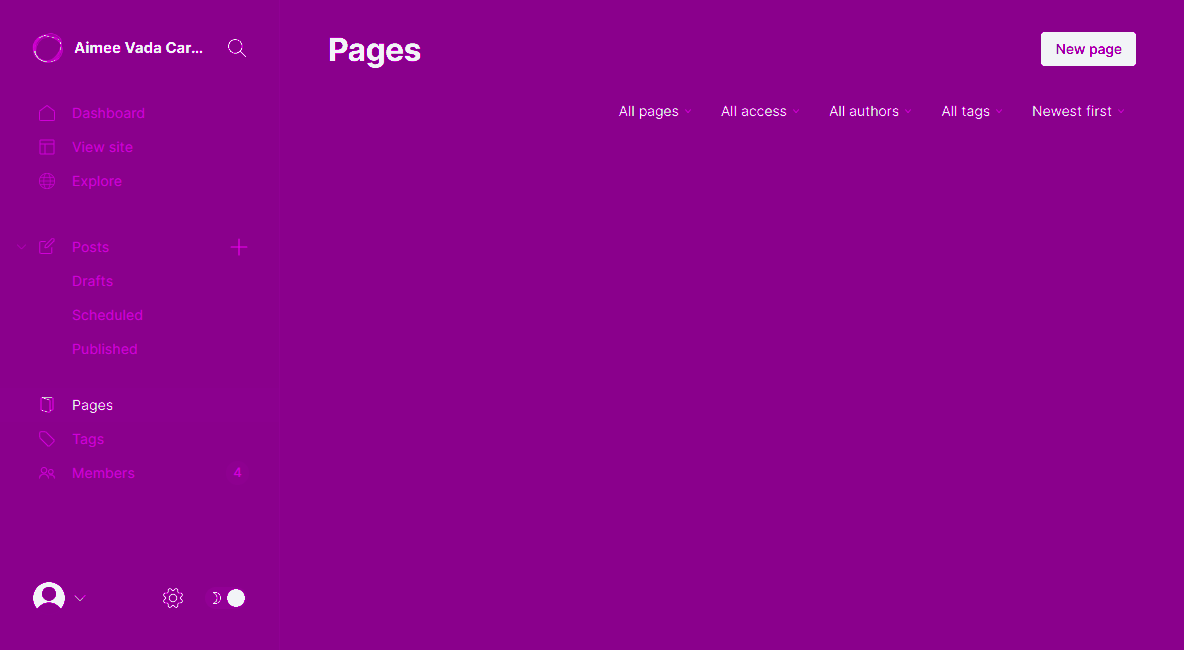 Aimee Vada Car...
Pages
New page
All pages
All access
All authors
All tags
Newest first
Dashboard
View site
Explore
Posts
Drafts
Scheduled
Published
Pages
Tags
Members 4